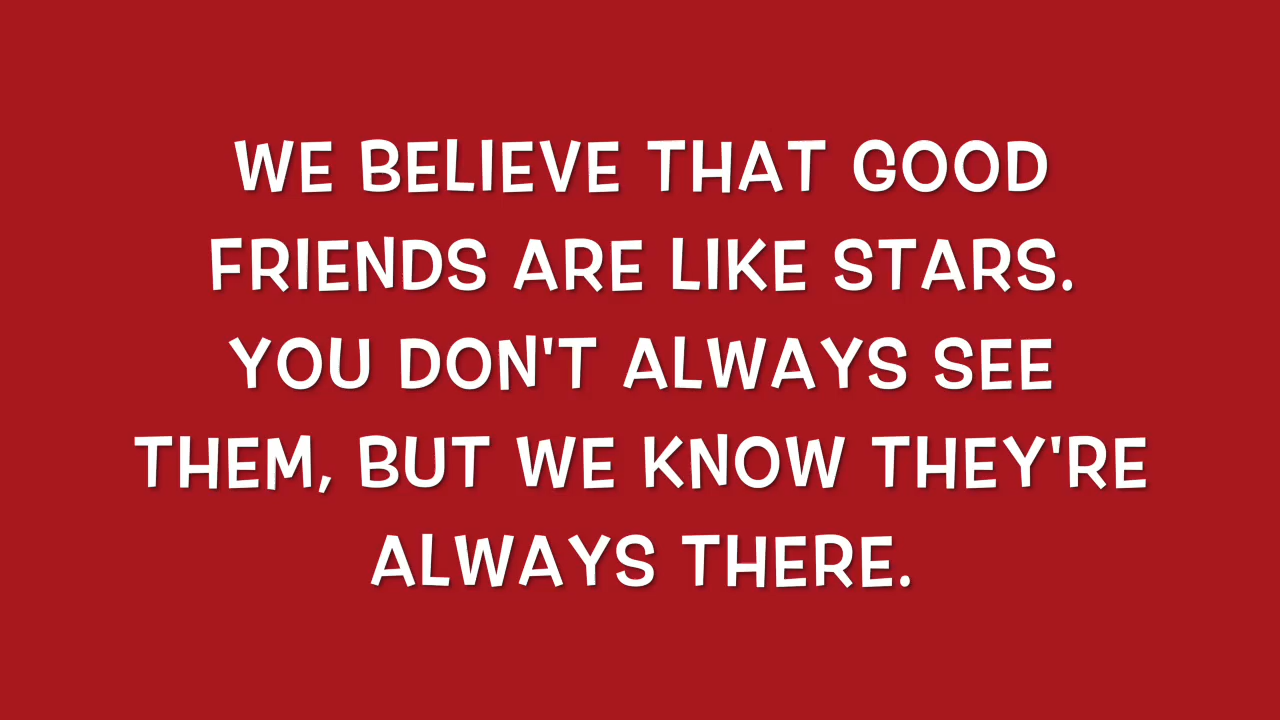 WE BELIEVE THAT GOOD
FRIENDS ARE LIKE STARS.
YOU DON'T ALWAYS SEE
THEM, BUT WE KNOW THEY'RE
ALWAYS THERE.